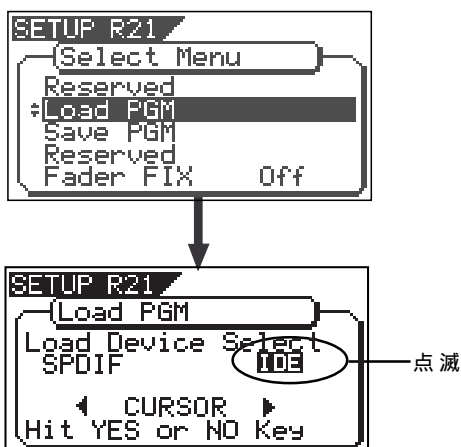 SETUP R21
Select Menu
Reserved
Load PGM
Save PGM
Reserved
Fader FIX Off
SETUP R21
Load PGM
Load Device Select
SPDIF IDE
点滅
CURSOR
Hit YES or NO Key